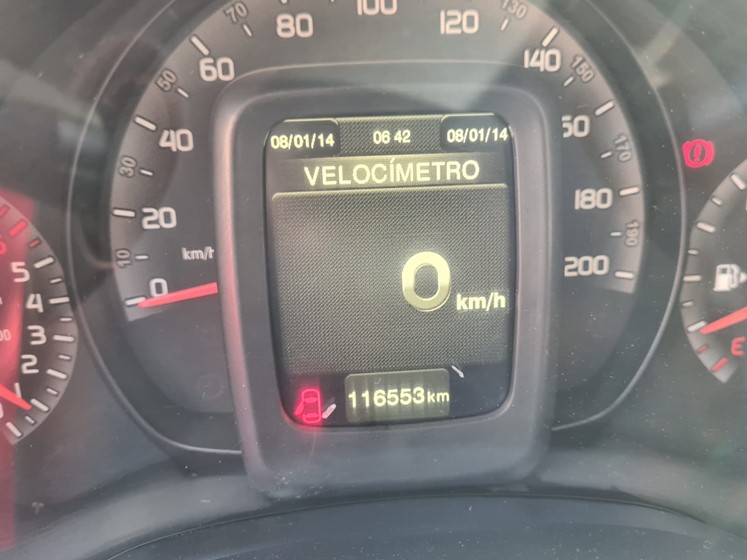 70 80 100 120 130
50 60 140 150
30 40 160 170
10 20 180 190
0 km/h 200
08/01/14 06 42 08/01/14
VELOCÍMETRO
0 km/h
116553 km
5
4
3
2
E